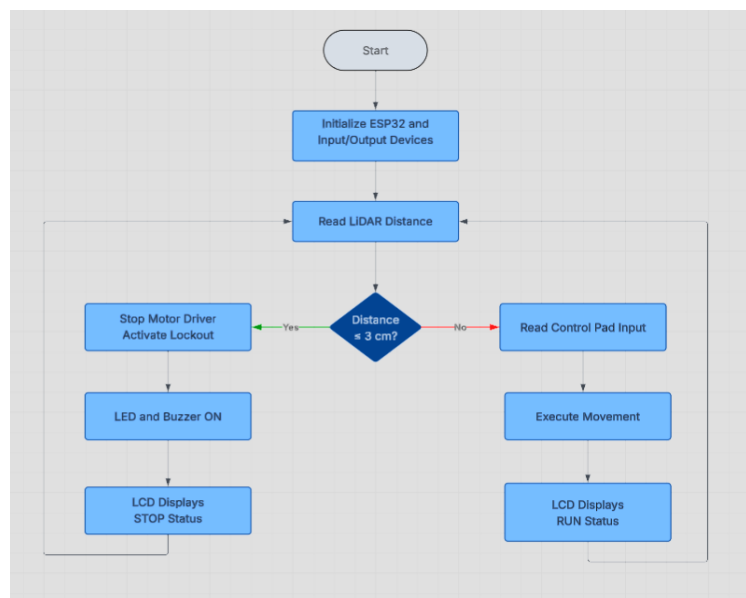 Start
Initialize ESP32 and
Input/Output Devices
Read LiDAR Distance
Distance
≤ 3 cm?
Yes
No
Stop Motor Driver
Activate Lockout
Read Control Pad Input
LED and Buzzer ON
Execute Movement
LCD Displays
STOP Status
LCD Displays
RUN Status